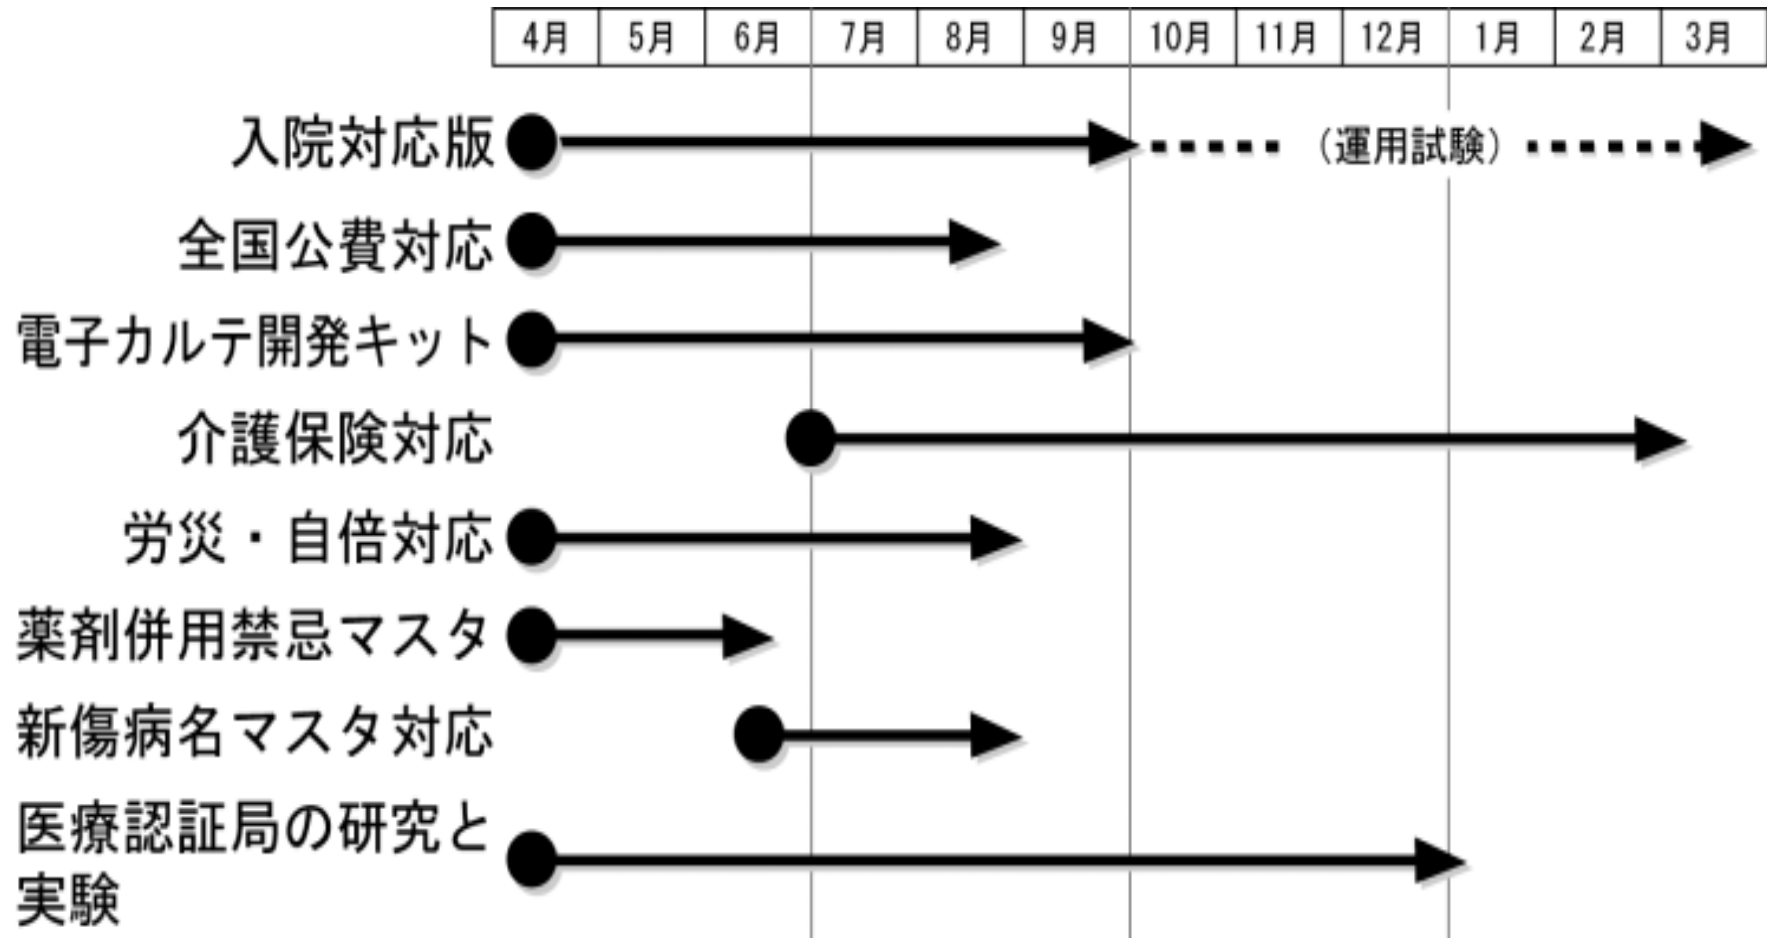 4月 5月 6月 7月 8月 9月 10月 11月 12月 1月 2月 3月
入院対応版 （運用試験）
全国公費対応
電子カルテ開発キット
介護保険対応
労災・自倍対応
薬剤併用禁忌マスタ
新傷病名マスタ対応
医療認証局の研究と
実験